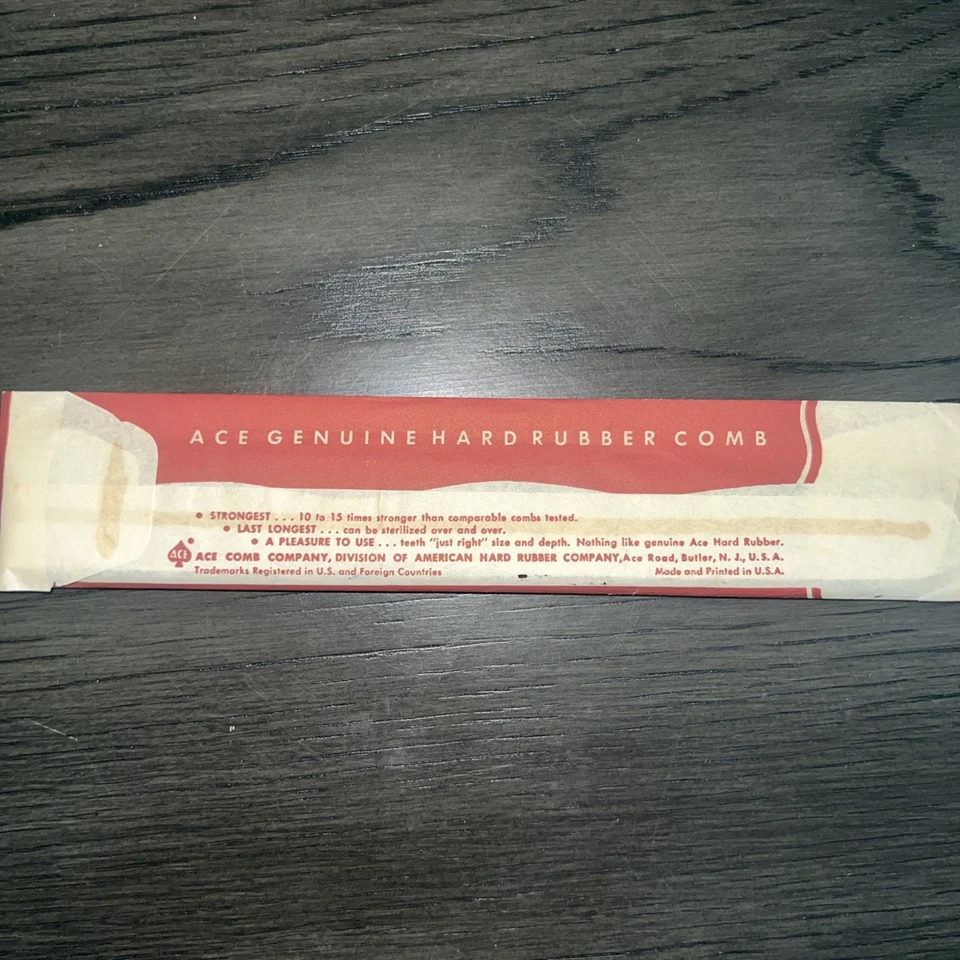 ACE GENUINE HARD RUBBER COMB
• STRONGEST . . . 10 to 15 times stronger than comparable combs tested.
• LAST LONGEST . . . can be sterilized over and over.
• A PLEASURE TO USE . . . teeth "just right" size and depth. Nothing like genuine Ace Hard Rubber.
ACE ACE COMB COMPANY, DIVISION OF AMERICAN HARD RUBBER COMPANY, Ace Road, Butler, N. J., U. S. A.
Trademarks Registered in U.S. and Foreign Countries Made and Printed in U.S.A.